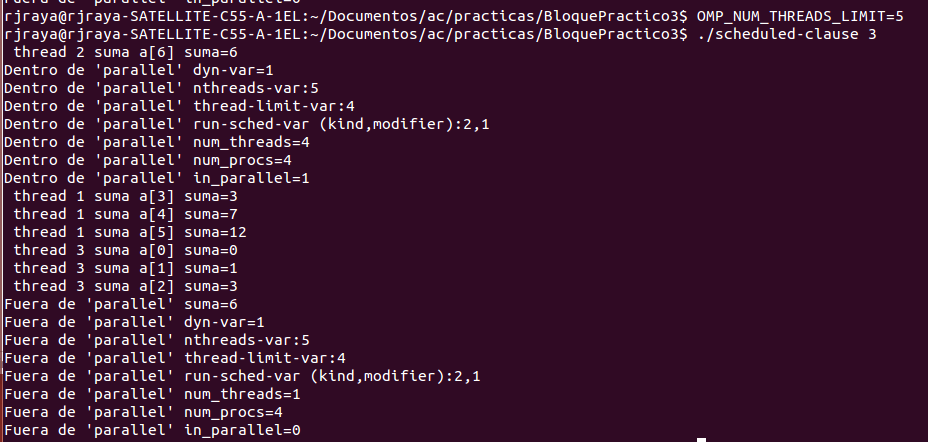 rjraya@rjraya-SATELLITE-C55-A-1EL:~/Documentos/ac/practicas/BloquePractico3$ OMP_NUM_THREADS_LIMIT=5
rjraya@rjraya-SATELLITE-C55-A-1EL:~/Documentos/ac/practicas/BloquePractico3$ ./scheduled-clause 3
 thread 2 suma a[6] suma=6
Dentro de 'parallel' dyn-var=1
Dentro de 'parallel' nthreads-var:5
Dentro de 'parallel' thread-limit-var:4
Dentro de 'parallel' run-sched-var (kind,modifier):2,1
Dentro de 'parallel' num_threads=4
Dentro de 'parallel' num_procs=4
Dentro de 'parallel' in_parallel=1
 thread 1 suma a[3] suma=3
 thread 1 suma a[4] suma=7
 thread 1 suma a[5] suma=12
 thread 3 suma a[0] suma=0
 thread 3 suma a[1] suma=1
 thread 3 suma a[2] suma=3
Fuera de 'parallel' suma=6
Fuera de 'parallel' dyn-var=1
Fuera de 'parallel' nthreads-var:5
Fuera de 'parallel' thread-limit-var:4
Fuera de 'parallel' run-sched-var (kind,modifier):2,1
Fuera de 'parallel' num_threads=1
Fuera de 'parallel' num_procs=4
Fuera de 'parallel' in_parallel=0